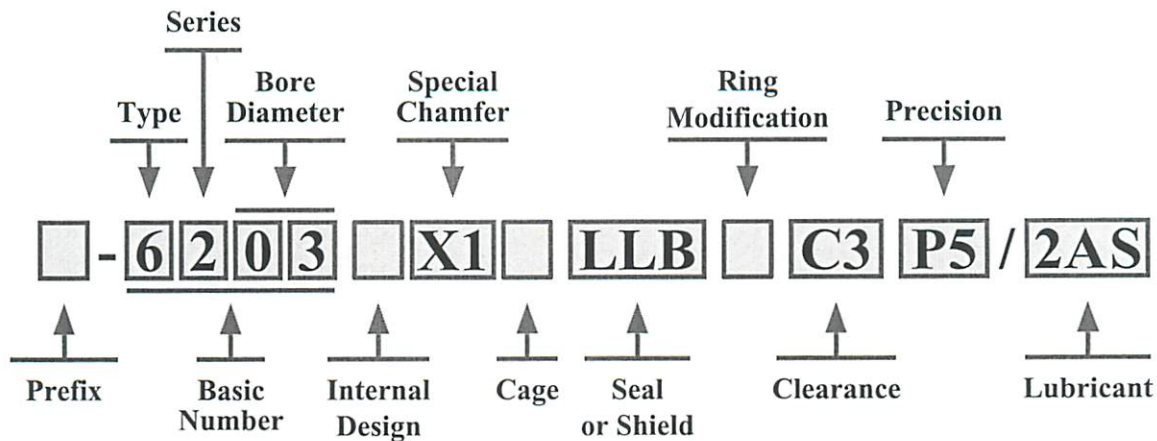 Series
Bore
Diameter
Special
Chamfer
Ring
Modification
Type
Precision
- 6 2 0 3 X1 LLB C3 P5 / 2AS
Prefix
Basic
Number
Internal
Design
Cage
Seal
or Shield
Clearance
Lubricant